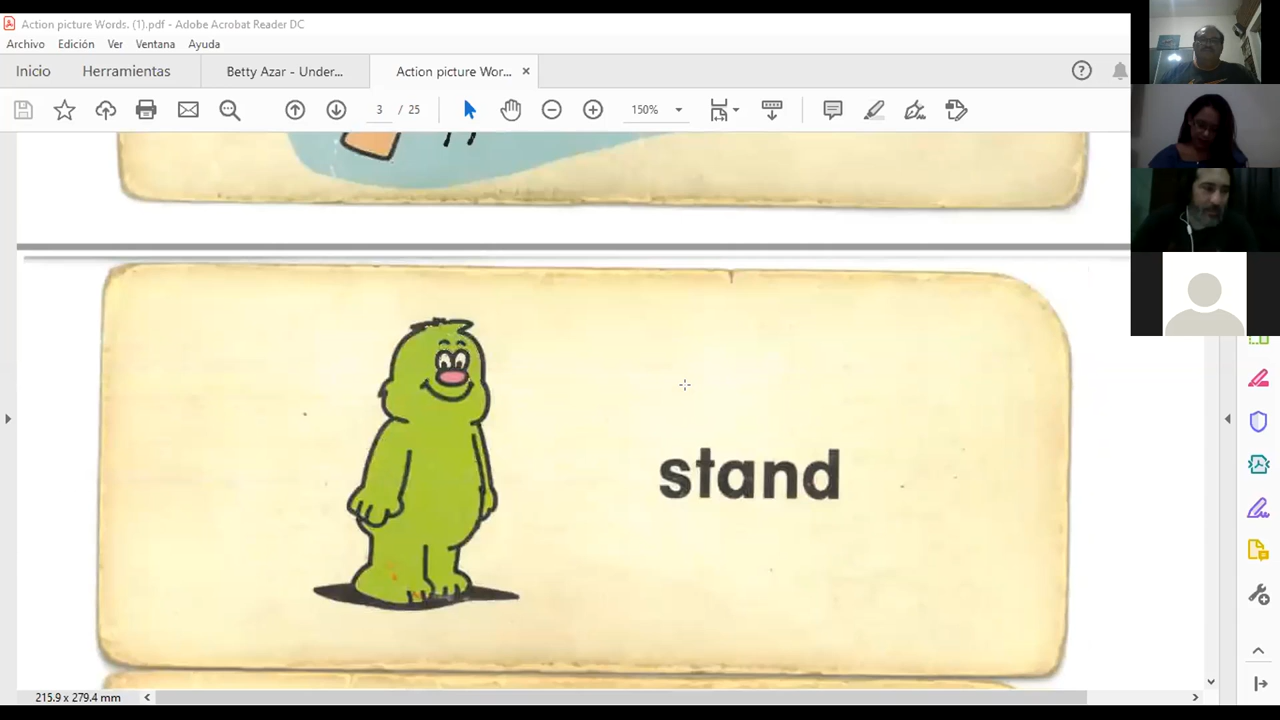 Action picture Words. (1).pdf - Adobe Acrobat Reader DC
Archivo Edición Ver Ventana Ayuda
Inicio Herramientas Betty Azar - Under... Action picture Wor... ×
3 / 25 150%
stand
215.9 x 279.4 mm